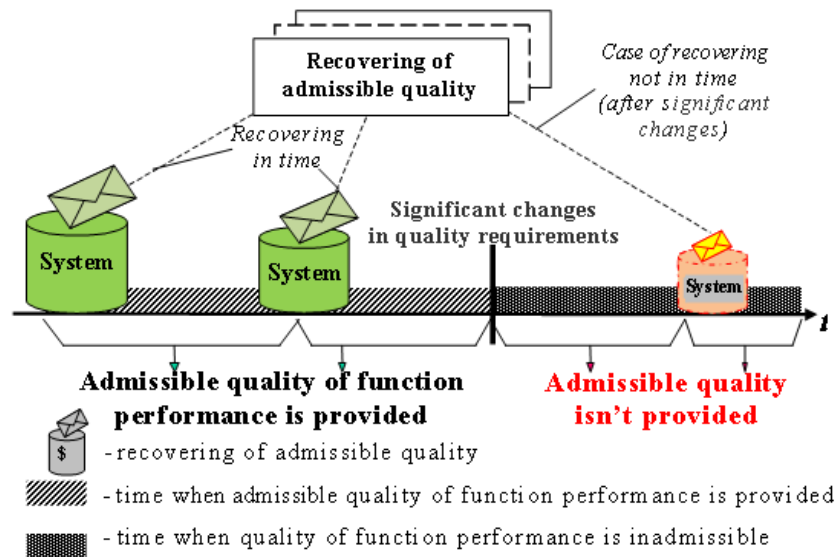 Recovering of
admissible quality
Case of recovering
not in time
(after significant
changes)
Recovering
in time
Significant changes
in quality requirements
System
System
System
t
Admissible quality of function
performance is provided
Admissible quality
isn't provided
$
- recovering of admissible quality
- time when admissible quality of function performance is provided
- time when quality of function performance is inadmissible